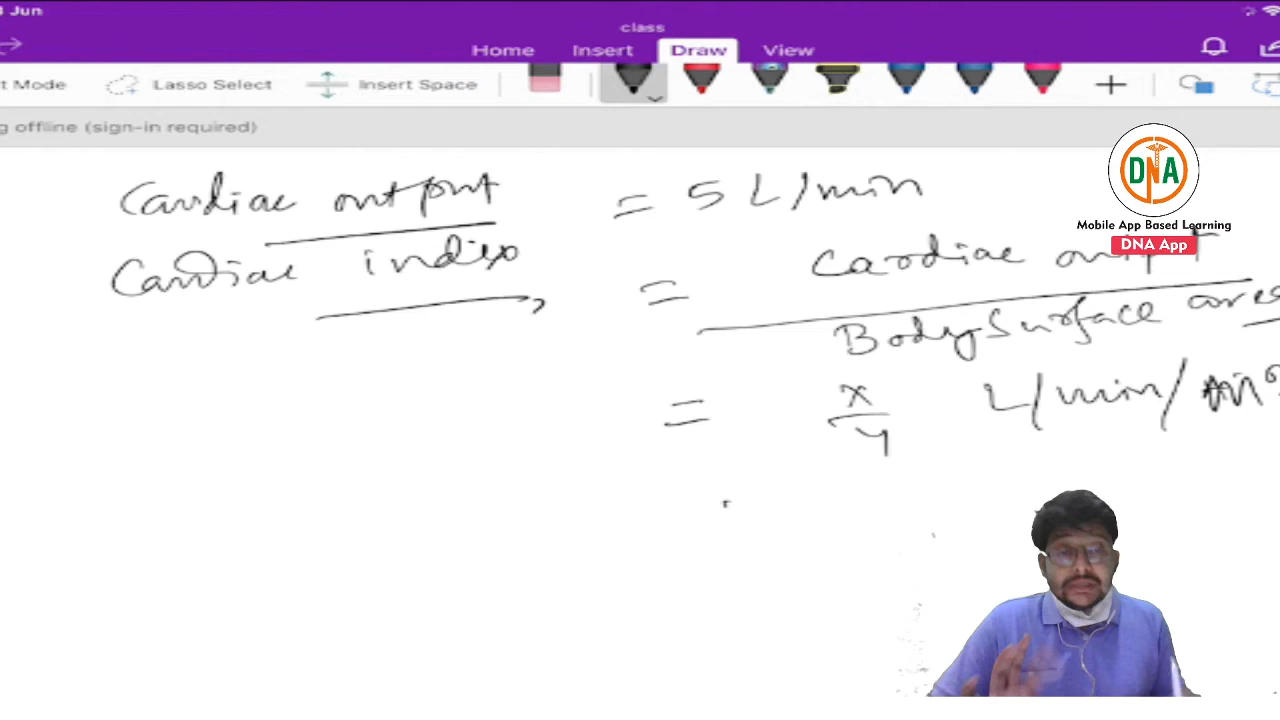 Jun
class
Home Insert Draw View
Mode Lasso Select Insert Space
offline (sign-in required)
DNA
Mobile App Based Learning
DNA App
Cardiac output = 5 L/min
Cardiac index = Cardiac output
Body Surface area
= x L/min/m²
y